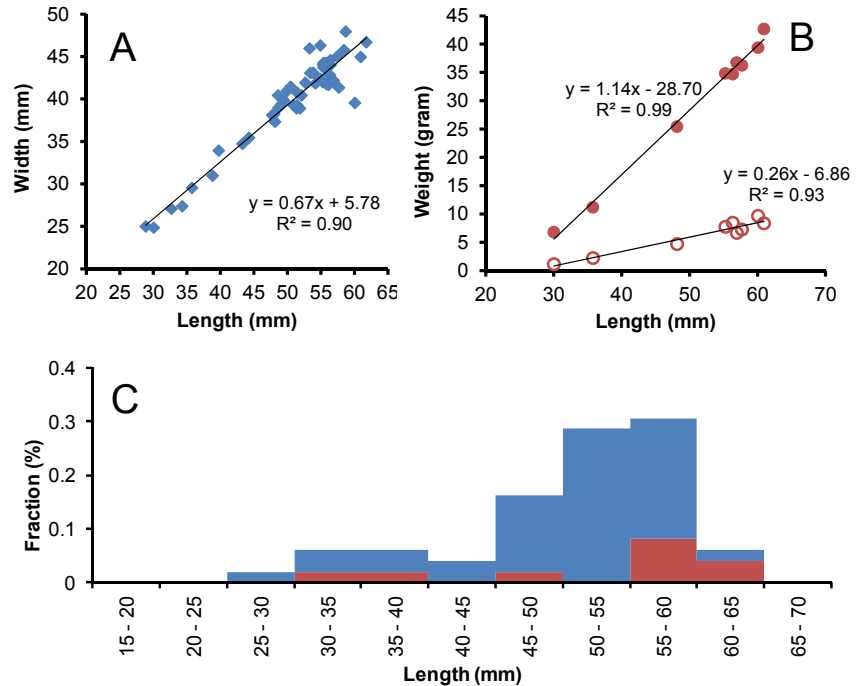 A
Width (mm)
50
45
40
35
30
25
20
y = 0.67x + 5.78
R² = 0.90
20 25 30 35 40 45 50 55 60 65
Length (mm)
B
Weight (gram)
45
40
35
30
25
20
15
10
5
0
y = 1.14x - 28.70
R² = 0.99
y = 0.26x - 6.86
R² = 0.93
20 30 40 50 60 70
Length (mm)
C
Fraction (%)
0.4
0.3
0.2
0.1
0
15 - 20
20 - 25
25 - 30
30 - 35
35 - 40
40 - 45
45 - 50
50 - 55
55 - 60
60 - 65
65 - 70
Length (mm)